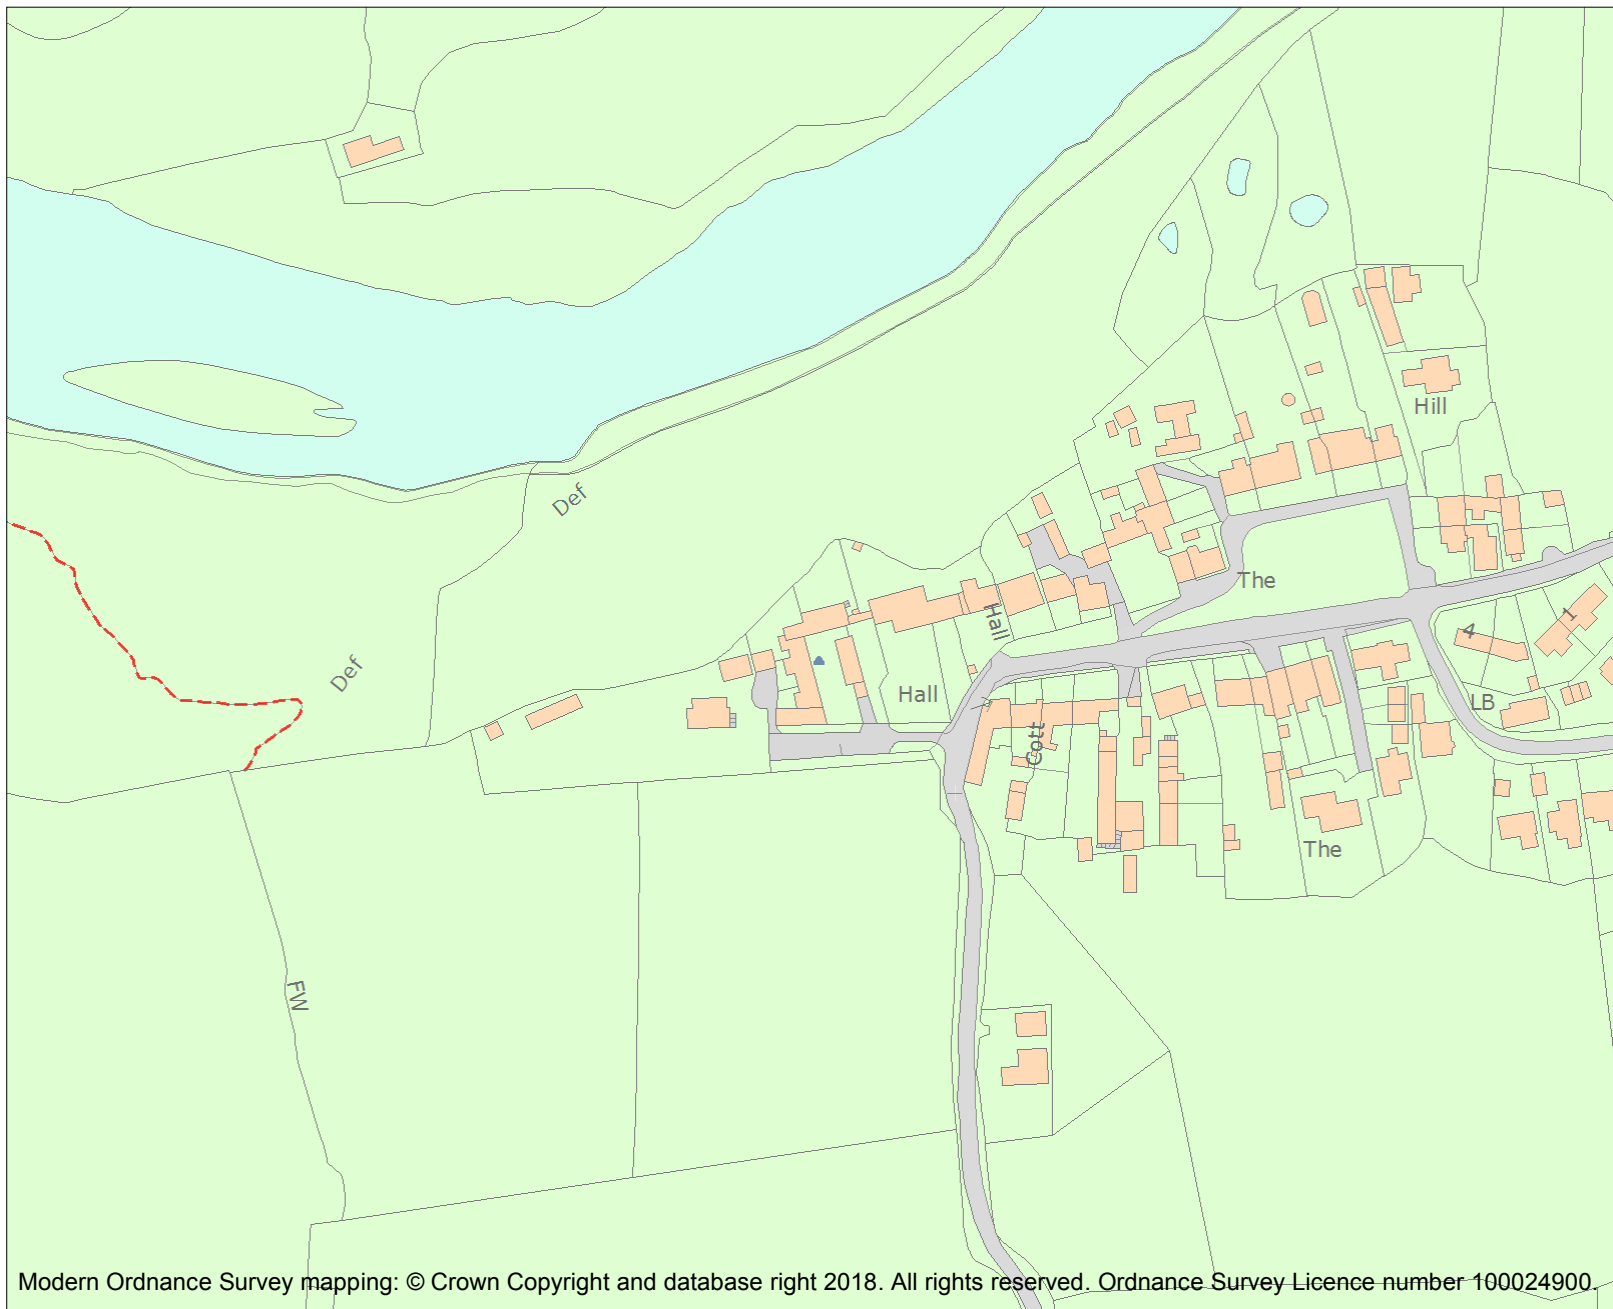 Hill
Def
The
Hall
1
4
Def
Hall
LB
Cott
The
FW
Modern Ordnance Survey mapping: © Crown Copyright and database right 2018. All rights reserved. Ordnance Survey Licence number 100024900.